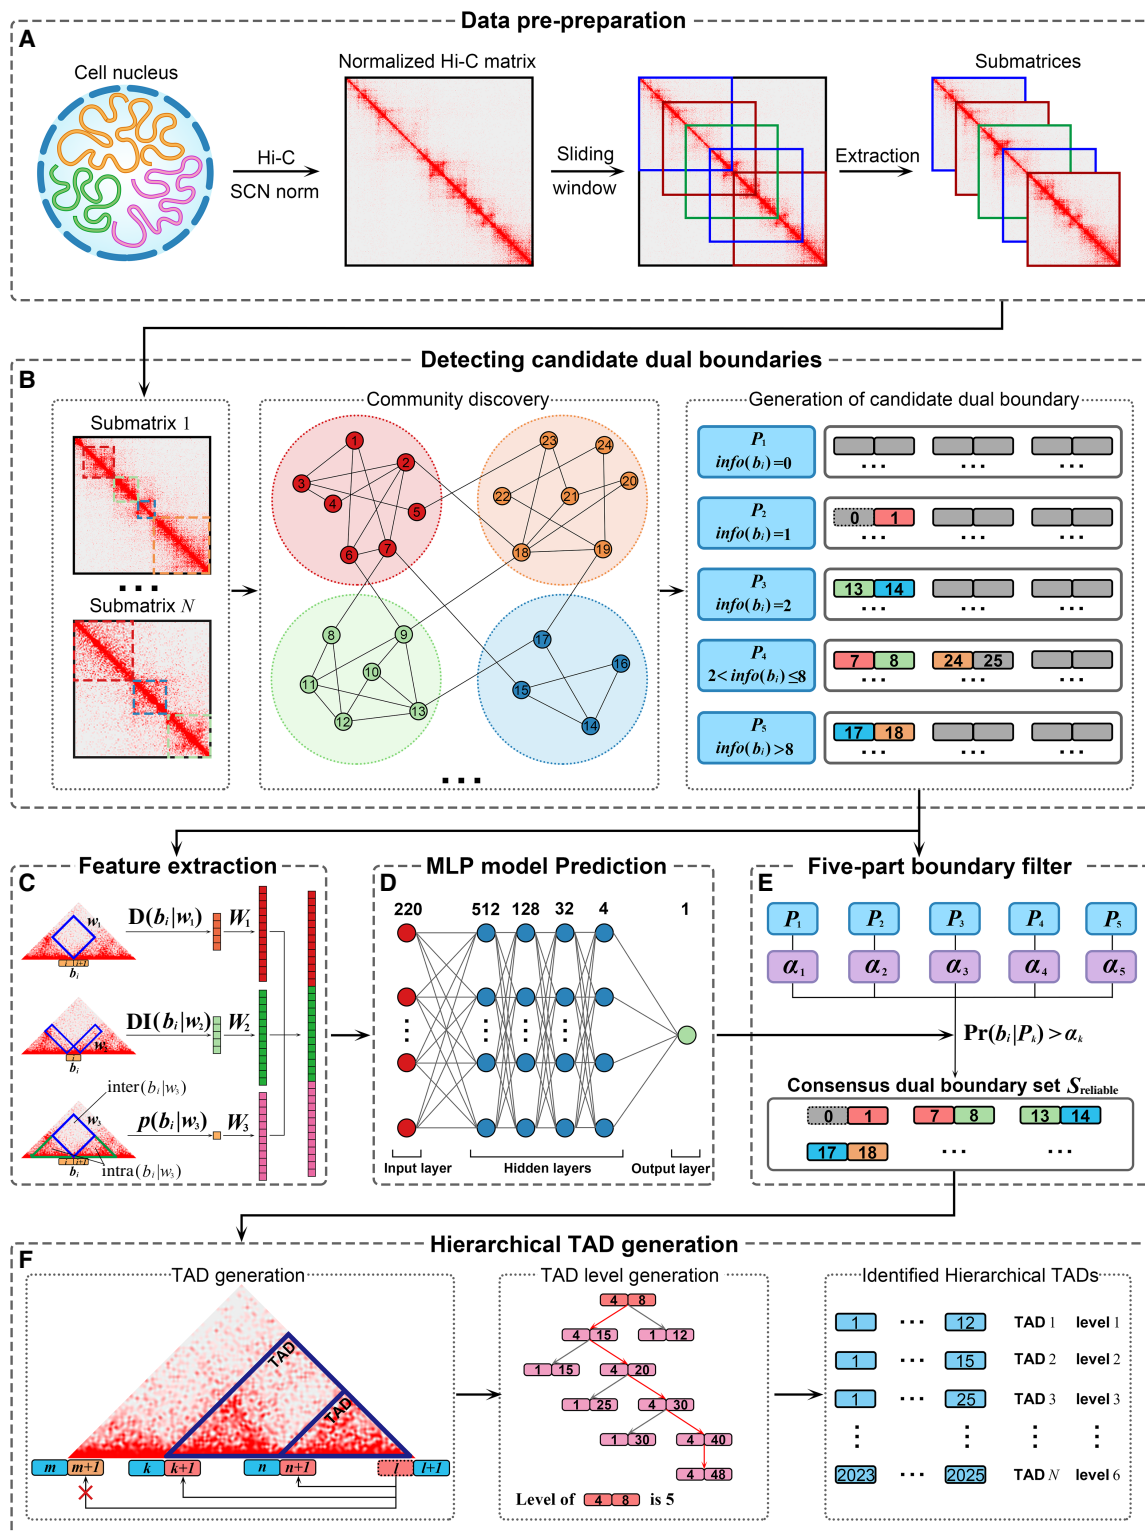 Data pre-preparation
A
Cell nucleus
Normalized Hi-C matrix
Submatrices
Hi-C
SCN norm
Sliding
window
Extraction
Detecting candidate dual boundaries
B
Submatrix 1
Submatrix N
Community discovery
1
2
3
4
5
6
7
23
24
20
22
21
18
19
8
9
10
11
12
13
17
16
15
14
Generation of candidate dual boundary
P1
info(bi)=0
P2
info(bi)=1
0 1
P3
info(bi)=2
13 14
P4
2<info(bi)≤8
7 8 24 25
P5
info(bi)>8
17 18
Feature extraction
C
w1
D(bi|w1) W1
i i+1
bi
DI(bi|w2) W2
w
i
bi
inter(bi|w3)
w3
p(bi|w3) W3
i i+1
bi
intra(bi|w3)
MLP model Prediction
D
220 512 128 32 4 1
Input layer
Hidden layers
Output layer
Five-part boundary filter
E
P1 P2 P3 P4 P5
α1 α2 α3 α4 α5
Pr(bi|Pk)>αk
Consensus dual boundary set Sreliable
0 1 7 8 13 14
17 18
Hierarchical TAD generation
F
TAD generation
TAD
TAD
m m+1 k k+1 n n+1 l l+1
TAD level generation
4 8
4 15 1 12
1 15 4 20
1 25 4 30
1 30 4 40
4 48
Level of 4 8 is 5
Identified Hierarchical TADs
1 ... 12 TAD 1 level 1
1 ... 15 TAD 2 level 2
1 ... 25 TAD 3 level 3
2023 ... 2025 TAD N level 6